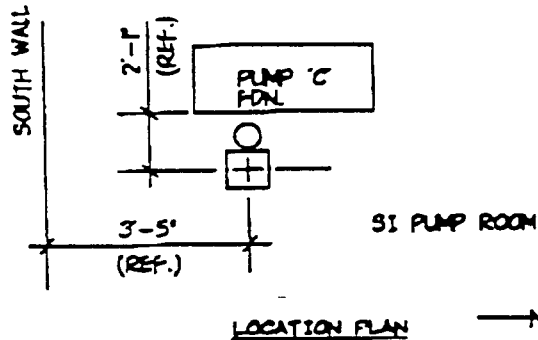 SOUTH WALL
2'-1"
(REF.)
PUMP 'C'
FDN.
3'-5"
(REF.)
SI PUMP ROOM
LOCATION PLAN